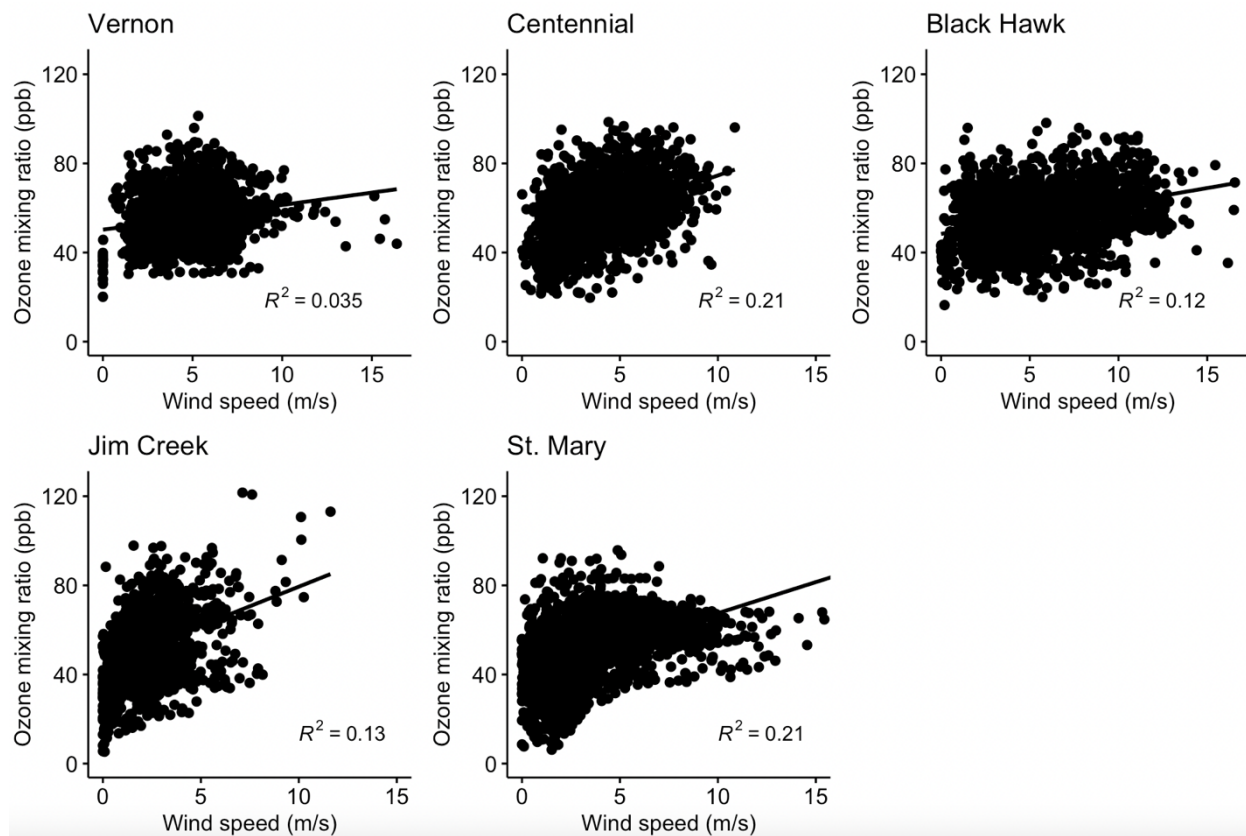 Vernon
Ozone mixing ratio (ppb)
120
80
40
0
R² = 0.035
0 5 10 15
Wind speed (m/s)
Centennial
Ozone mixing ratio (ppb)
120
80
40
0
R² = 0.21
0 5 10 15
Wind speed (m/s)
Black Hawk
Ozone mixing ratio (ppb)
120
80
40
0
R² = 0.12
0 5 10 15
Wind speed (m/s)
Jim Creek
Ozone mixing ratio (ppb)
120
80
40
0
R² = 0.13
0 5 10 15
Wind speed (m/s)
St. Mary
Ozone mixing ratio (ppb)
120
80
40
0
R² = 0.21
0 5 10 15
Wind speed (m/s)